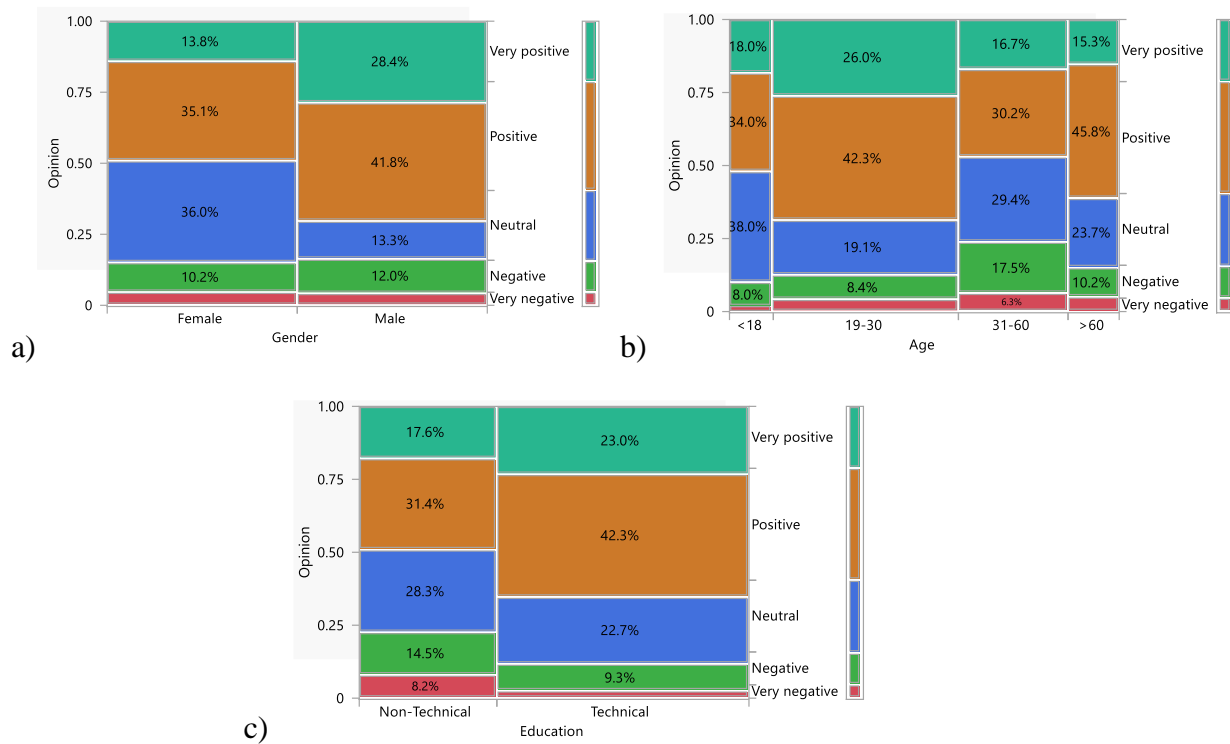 1.00
0.75
0.50
0.25
0
Opinion
13.8%
35.1%
36.0%
10.2%
28.4%
41.8%
13.3%
12.0%
Very positive
Positive
Neutral
Negative
Very negative
Female Male
Gender
a)
1.00
0.75
0.50
0.25
0
Opinion
18.0%
34.0%
38.0%
8.0%
26.0%
42.3%
19.1%
8.4%
16.7%
30.2%
29.4%
17.5%
6.3%
15.3%
45.8%
23.7%
10.2%
Very positive
Positive
Neutral
Negative
Very negative
<18 19-30 31-60 >60
Age
b)
1.00
0.75
0.50
0.25
0
Opinion
17.6%
31.4%
28.3%
14.5%
8.2%
23.0%
42.3%
22.7%
9.3%
Very positive
Positive
Neutral
Negative
Very negative
Non-Technical Technical
Education
c)